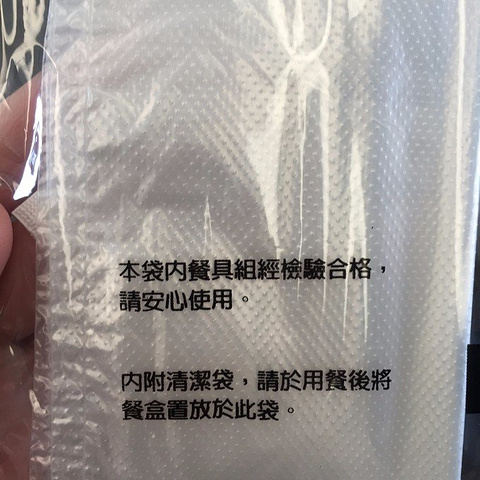 本袋內餐具組經檢驗合格，
請安心使用。
內附清潔袋，請於用餐後將
餐盒置放於此袋。